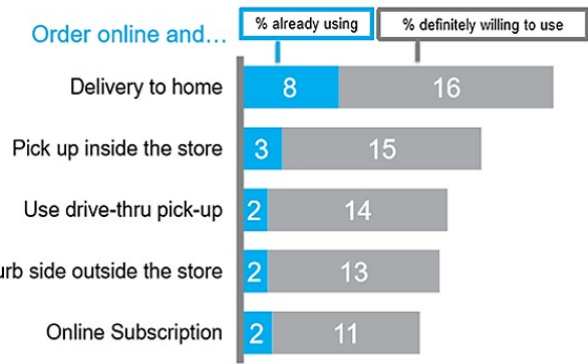 Order online and...
% already using
% definitely willing to use
Delivery to home
8
16
Pick up inside the store
3
15
Use drive-thru pick-up
2
14
urb side outside the store
2
13
Online Subscription
2
11